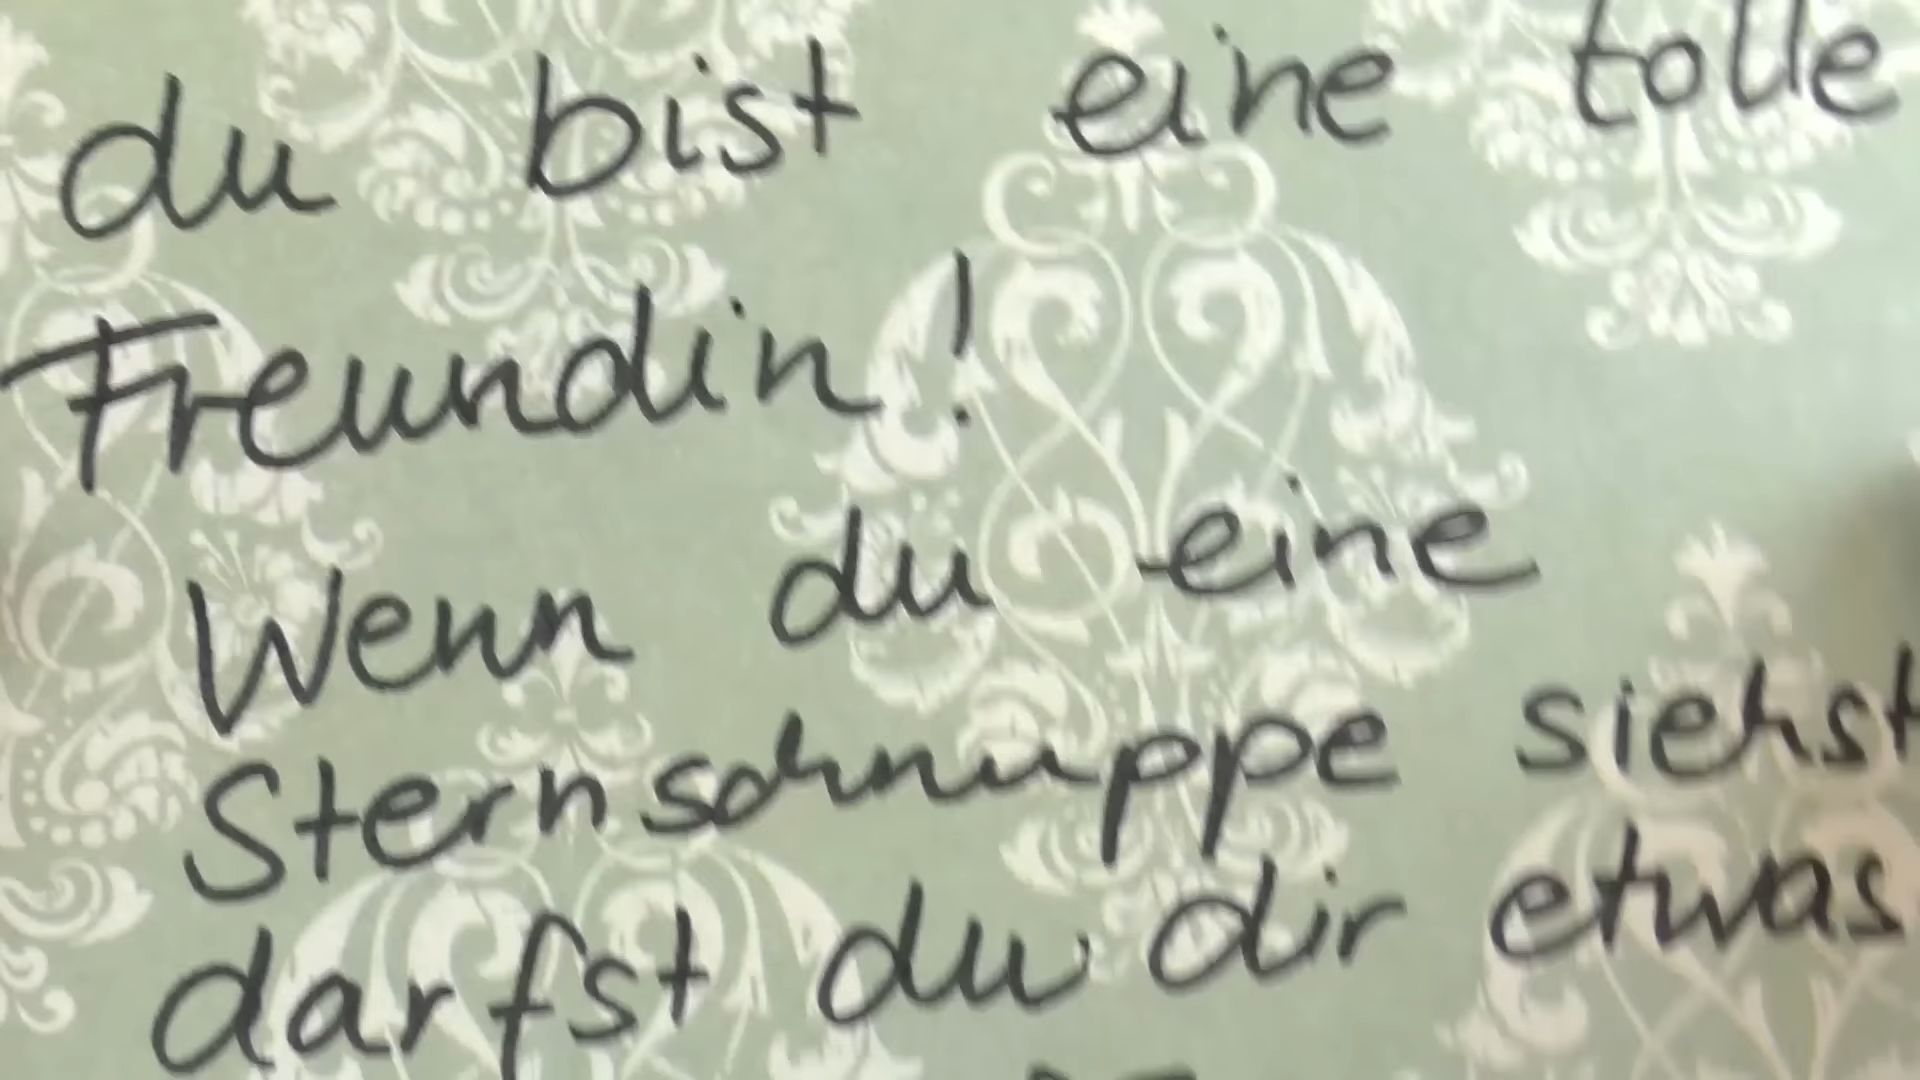 du bist eine tolle
Freundin!
Wenn du eine
Sternschnuppe siehst
darfst du dir etwas